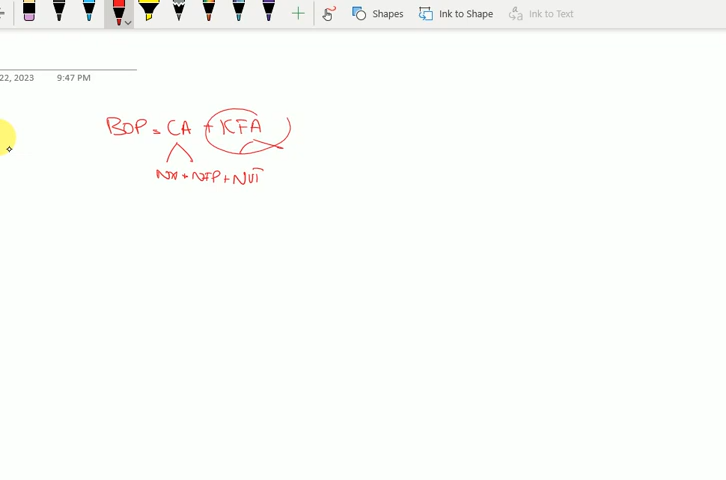 Shapes Ink to Shape Ink to Text
22, 2023 9:47 PM
BOP = CA + KFA
NX + NFP + NUT